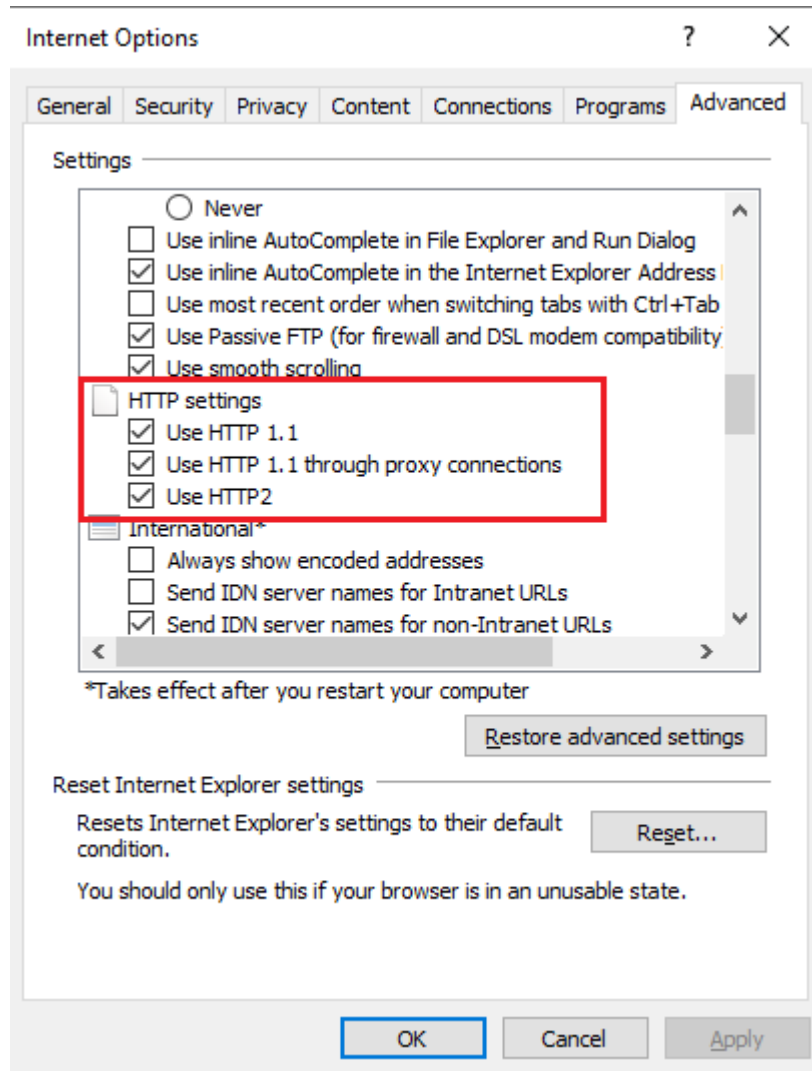 Internet Options
? ×
General Security Privacy Content Connections Programs Advanced
Settings
Never
Use inline AutoComplete in File Explorer and Run Dialog
Use inline AutoComplete in the Internet Explorer Address
Use most recent order when switching tabs with Ctrl+Tab
Use Passive FTP (for firewall and DSL modem compatibility
Use smooth scrolling
HTTP settings
Use HTTP 1.1
Use HTTP 1.1 through proxy connections
Use HTTP2
International*
Always show encoded addresses
Send IDN server names for Intranet URLs
Send IDN server names for non-Intranet URLs
*Takes effect after you restart your computer
Restore advanced settings
Reset Internet Explorer settings
Resets Internet Explorer's settings to their default
condition.
Reset...
You should only use this if your browser is in an unusable state.
OK Cancel Apply